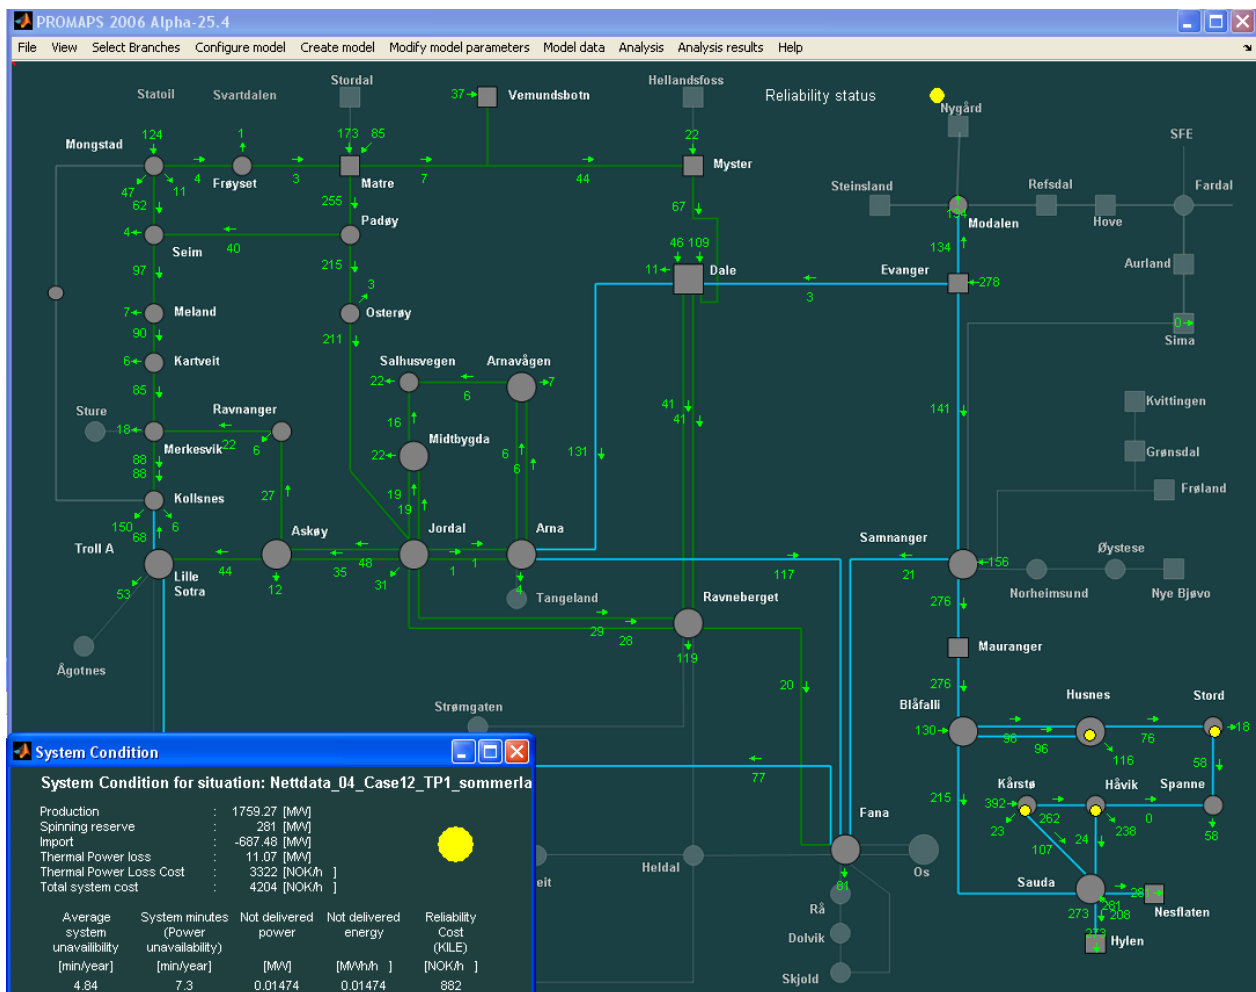 PROMAPS 2006 Alpha-25.4
File View Select Branches Configure model Create model Modify model parameters Model data Analysis Analysis results Help
Statoil Svartdalen Stordal 37 Vemundsbotn Hellandsfoss Reliability status Nygård
Mongstad 124 1 173 85 22 SFE
47 11 4 Frøyset 3 Matre 7 44 Myster Steinsland Refsdal Fardal
62 255 67 194 Modalen Hove
4 Seim 40 Padøy 46 109 134 Aurland
97 215 3 11 Dale Evanger 278
7 Meland Osterøy 3 0 Sima
90 211
6 Kartveit Salhusvegen Arnavågen
85 22 6 7 141 Kvittingen
Sture Ravnanger 16 41 41
18 Merkesvik 22 6 Midtbygda 22 6 6 131 Grønsdal
88
88 Kollsnes 27 19 19 Frøland
150 6
68 Askøy Jordal Arna Samnanger Øystese
Troll A 44 35 48 1 1 117 21 156
Lille Sotra 53 12 31 4 Tangeland Ravneberget 276 Norheimsund Nye Bjøvo
29 28 119 Mauranger
Ågotnes 20 276 Husnes Stord
Strømgaten Blåfalli 130 96 96 76 18
116 58
77 215 Kårstø Håvik Spanne
392 262 0
23 107 24 238 58
Fana Heldal eit Os
81 Rå Sauda 281 281 208 Nesflaten
Dolvik 273 273 Hylen
Skjold
System Condition
System Condition for situation: Nettdata_04_Case12_TP1_sommerla
Production : 1759.27 [MW]
Spinning reserve : 281 [MW]
Import : -687.48 [MW]
Thermal Power loss : 11.07 [MW]
Thermal Power Loss Cost : 3322 [NOK/h ]
Total system cost : 4204 [NOK/h ]
Average System minutes Not delivered Not delivered Reliability
system (Power power energy Cost
unavailibility unavailability) (KILE)
[min/year] [min/year] [MW] [MWh/h ] [NOK/h ]
4.84 7.3 0.01474 0.01474 882